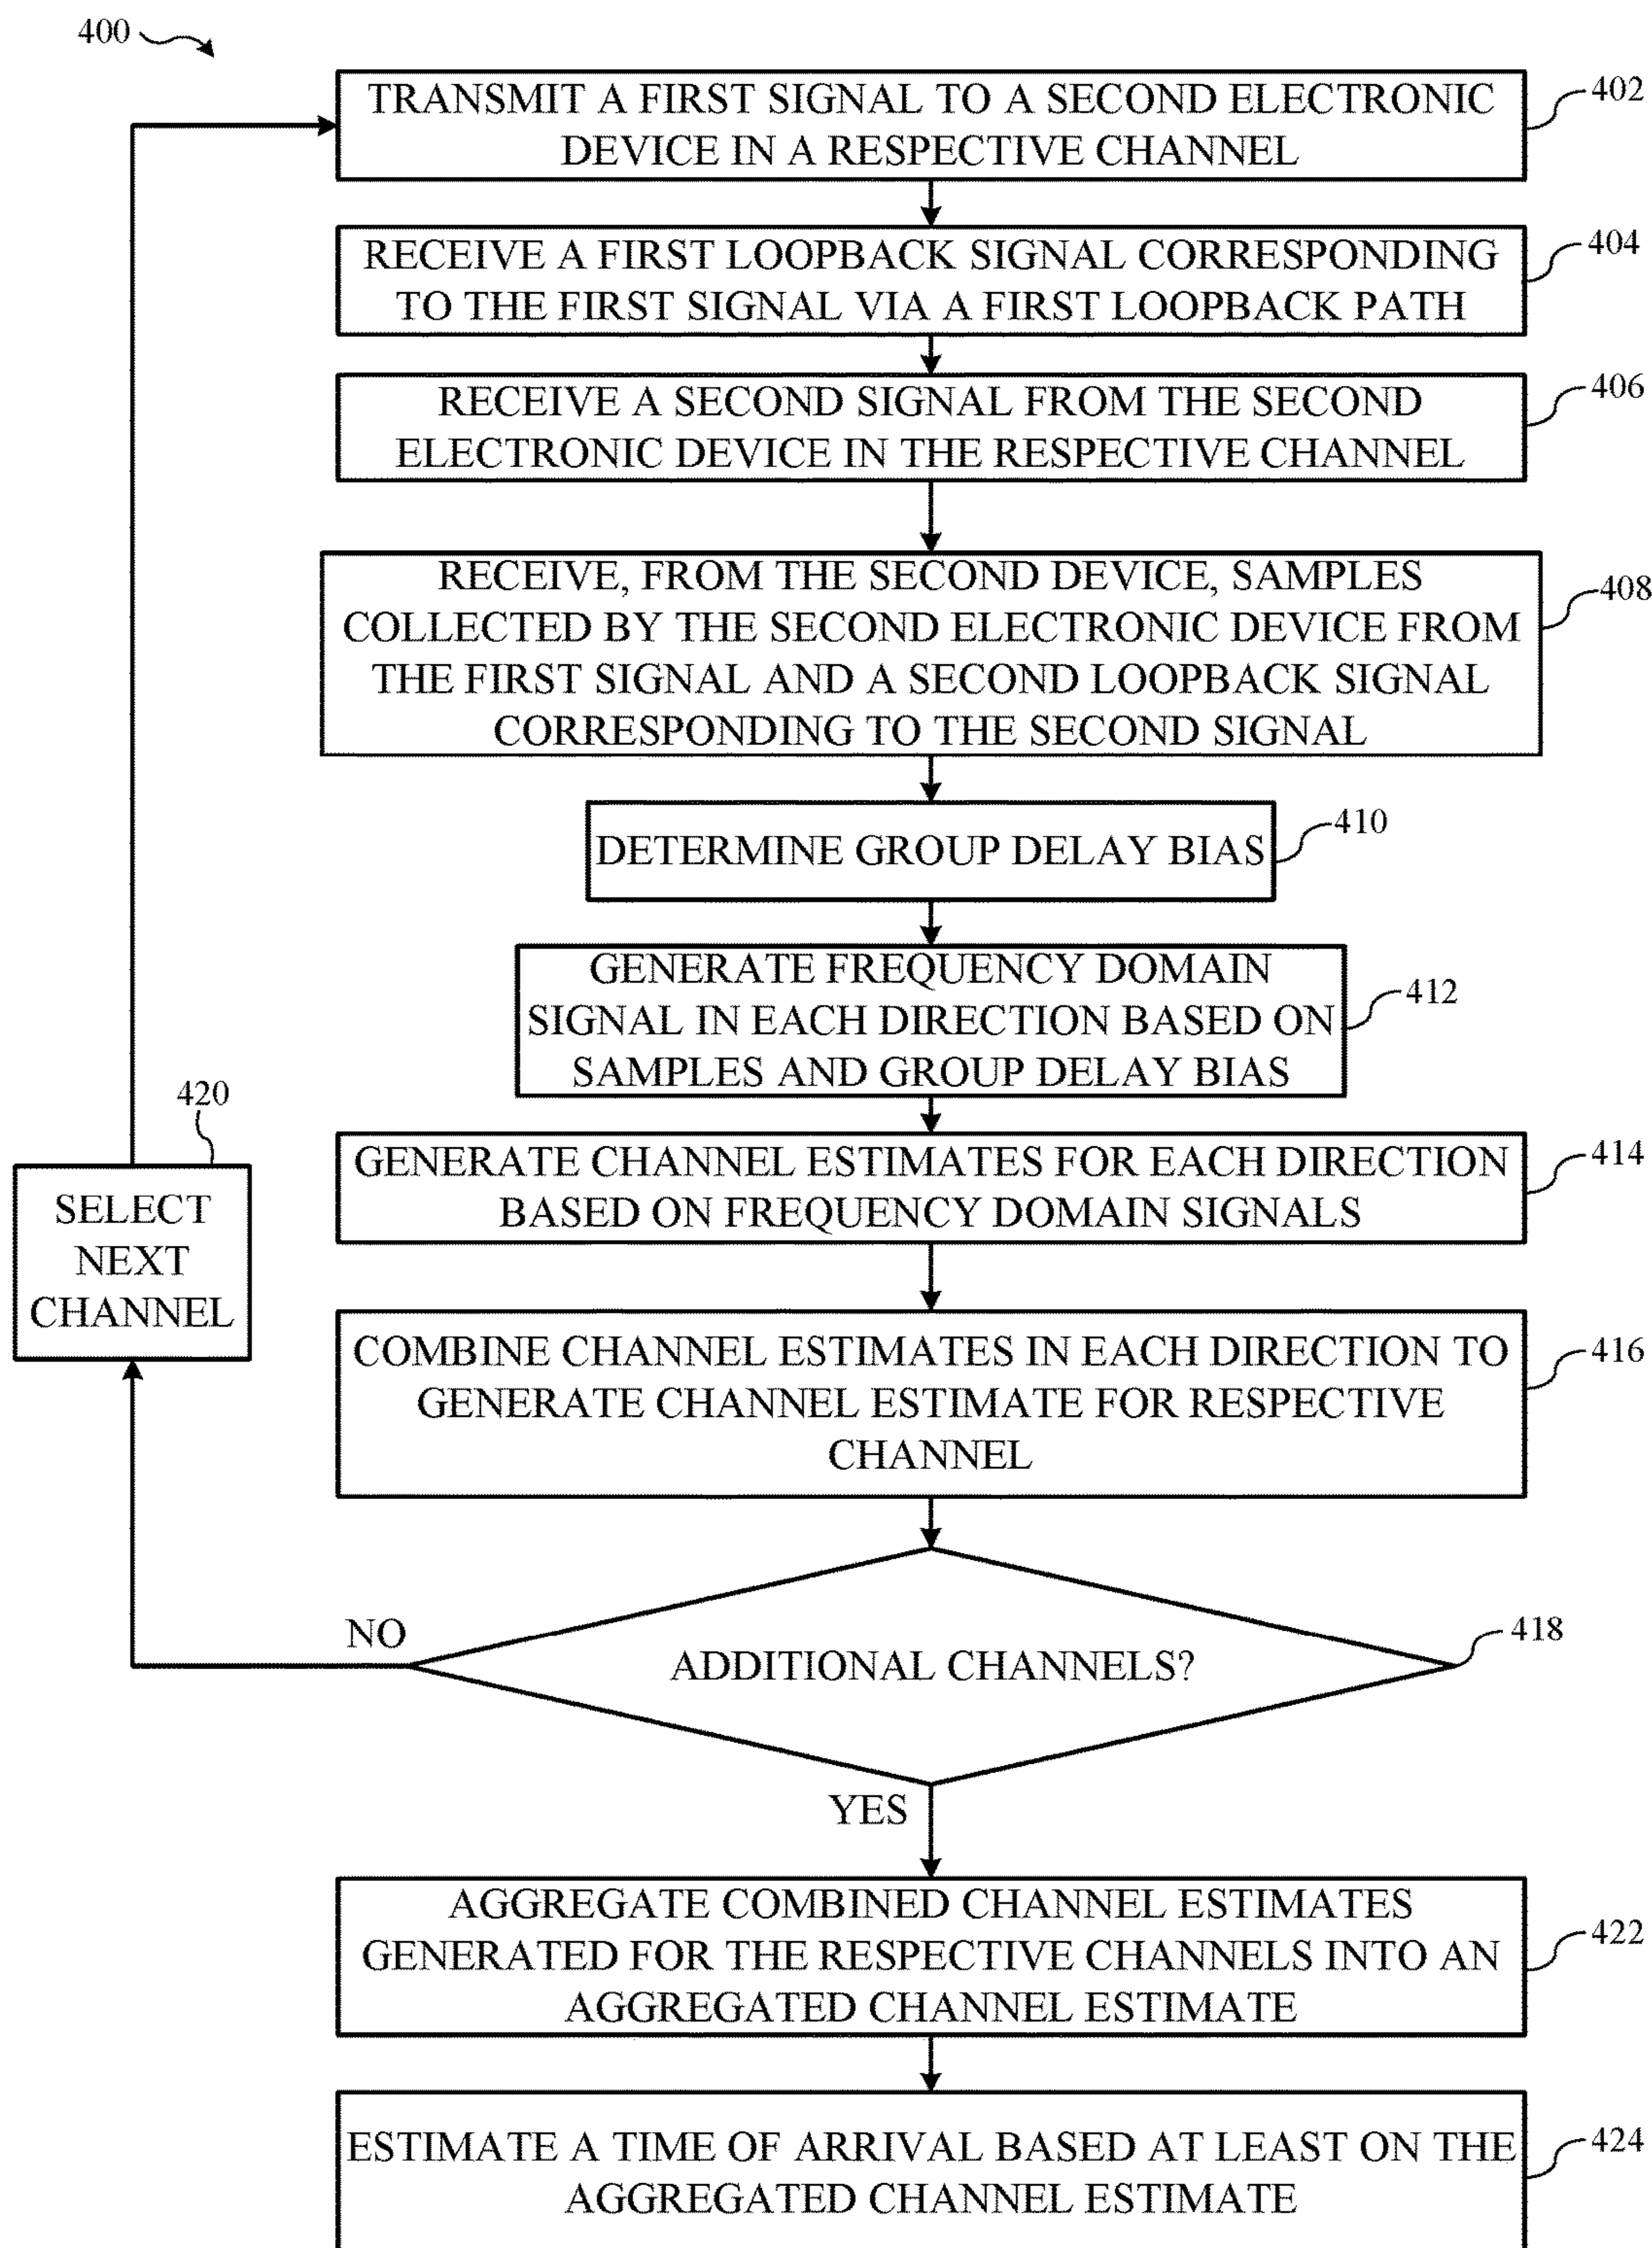 400
TRANSMIT A FIRST SIGNAL TO A SECOND ELECTRONIC
DEVICE IN A RESPECTIVE CHANNEL
402
RECEIVE A FIRST LOOPBACK SIGNAL CORRESPONDING
TO THE FIRST SIGNAL VIA A FIRST LOOPBACK PATH
404
RECEIVE A SECOND SIGNAL FROM THE SECOND
ELECTRONIC DEVICE IN THE RESPECTIVE CHANNEL
406
RECEIVE, FROM THE SECOND DEVICE, SAMPLES
COLLECTED BY THE SECOND ELECTRONIC DEVICE FROM
THE FIRST SIGNAL AND A SECOND LOOPBACK SIGNAL
CORRESPONDING TO THE SECOND SIGNAL
408
DETERMINE GROUP DELAY BIAS
410
GENERATE FREQUENCY DOMAIN
SIGNAL IN EACH DIRECTION BASED ON
SAMPLES AND GROUP DELAY BIAS
412
GENERATE CHANNEL ESTIMATES FOR EACH DIRECTION
BASED ON FREQUENCY DOMAIN SIGNALS
414
420
SELECT
NEXT
CHANNEL
COMBINE CHANNEL ESTIMATES IN EACH DIRECTION TO
GENERATE CHANNEL ESTIMATE FOR RESPECTIVE
CHANNEL
416
NO
ADDITIONAL CHANNELS?
418
YES
AGGREGATE COMBINED CHANNEL ESTIMATES
GENERATED FOR THE RESPECTIVE CHANNELS INTO AN
AGGREGATED CHANNEL ESTIMATE
422
ESTIMATE A TIME OF ARRIVAL BASED AT LEAST ON THE
AGGREGATED CHANNEL ESTIMATE
424